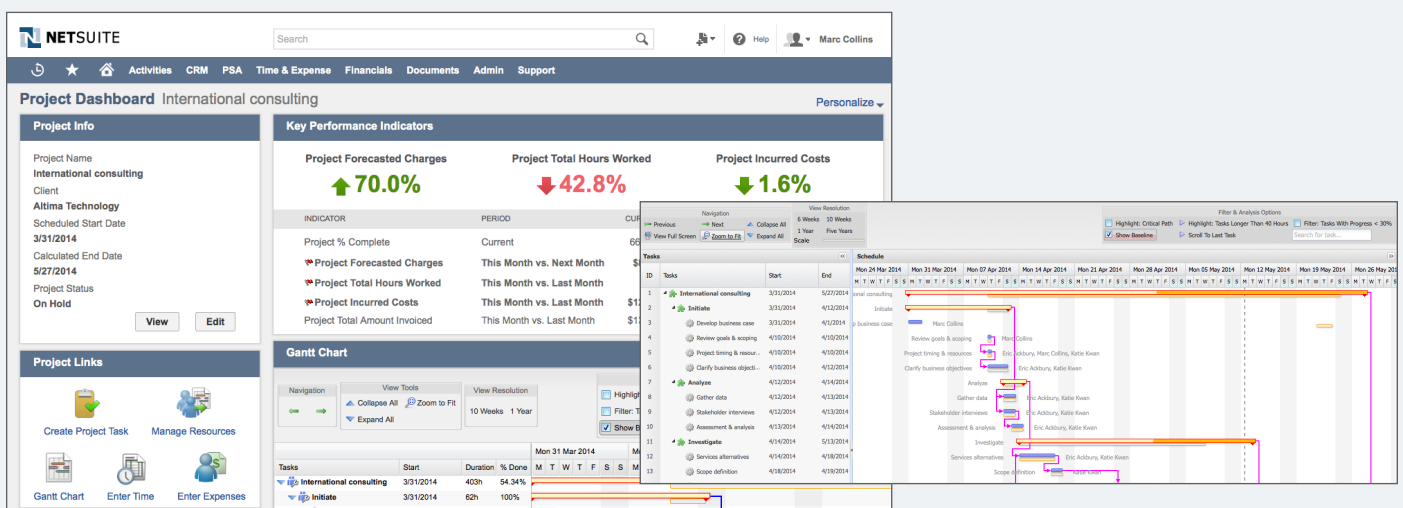 NETSUITE
Search
Help
Marc Collins
Activities CRM PSA Time & Expense Financials Documents Admin Support
Project Dashboard International consulting
Personalize
Project Info
Project Name
International consulting
Client
Altima Technology
Scheduled Start Date
3/31/2014
Calculated End Date
5/27/2014
Project Status
On Hold
View Edit
Project Links
Create Project Task Manage Resources
Gantt Chart Enter Time Enter Expenses
Key Performance Indicators
Project Forecasted Charges Project Total Hours Worked Project Incurred Costs
70.0% 42.8% 1.6%
INDICATOR PERIOD CUR
Project % Complete Current 66
Project Forecasted Charges This Month vs. Next Month $
Project Total Hours Worked This Month vs. Last Month
Project Incurred Costs This Month vs. Last Month $12
Project Total Amount Invoiced This Month vs. Last Month $1
Gantt Chart
Navigation View Tools View Resolution
Collapse All Zoom to Fit
Expand All
10 Weeks 1 Year
Highlig
Filter: T
Show B
Mon 31 Mar 2014
Tasks Start Duration % Done M T W T F S S M
International consulting 3/31/2014 403h 54.34%
Initiate 3/31/2014 62h 100%
Navigation View Resolution Filter & Analysis Options
Previous Next Collapse All 6 Weeks 10 Weeks
View Full Screen Zoom to Fit Expand All 1 Year Five Years
Scale
Highlight: Critical Path Highlight: Tasks Longer Than 40 Hours Filter: Tasks With Progress < 30%
Show Baseline Scroll To Last Task Search for task...
Tasks Schedule
ID Tasks Start End
Mon 24 Mar 2014 Mon 31 Mar 2014 Mon 07 Apr 2014 Mon 14 Apr 2014 Mon 21 Apr 2014 Mon 28 Apr 2014 Mon 05 May 2014 Mon 12 May 2014 Mon 19 May 2014 Mon 26 May 201
M T W T F S S M T W T F S S M T W T F S S M T W T F S S M T W T F S S M T W T F S S M T W T F S S M T W T F S S M T W T F S S M T W T F S
1 International consulting 3/31/2014 5/27/2014 onal consulting
2 Initiate 3/31/2014 4/12/2014 Initiate
3 Develop business case 3/31/2014 4/1/2014 p business case Marc Collins
4 Review goals & scoping 4/10/2014 4/10/2014 Review goals & scoping Marc Collins
5 Project timing & resour... 4/10/2014 4/10/2014 Project timing & resources Eric Ackbury, Marc Collins, Katie Kwan
6 Clarify business objecti... 4/10/2014 4/12/2014 Clarify business objectives Eric Ackbury, Katie Kwan
7 Analyze 4/12/2014 4/14/2014 Analyze
8 Gather data 4/12/2014 4/13/2014 Gather data Eric Ackbury, Katie Kwan
9 Stakeholder interviews 4/12/2014 4/13/2014 Stakeholder interviews Eric Ackbury, Katie Kwan
10 Assessment & analysis 4/13/2014 4/14/2014 Assessment & analysis Eric Ackbury, Katie Kwan
11 Investigate 4/14/2014 5/13/2014 Investigate
12 Services alternatives 4/14/2014 4/18/2014 Services alternatives Eric Ackbury, Katie Kwan
13 Scope definition 4/18/2014 4/19/2014 Scope definition Katie Kwan